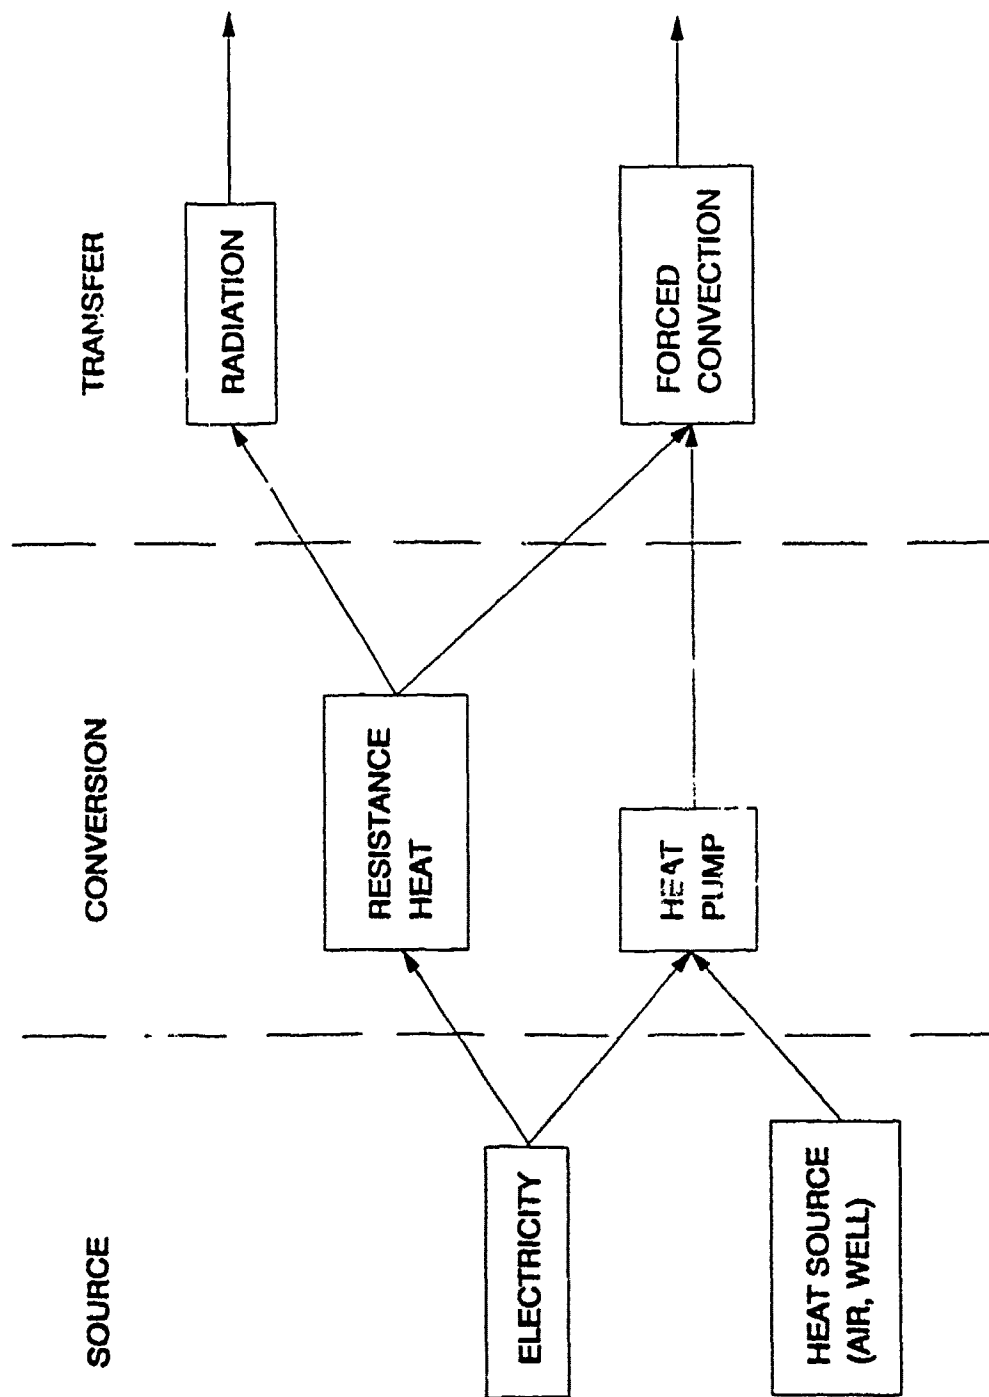 SOURCE
CONVERSION
TRANSFER
ELECTRICITY
HEAT SOURCE
(AIR, WELL)
RESISTANCE
HEAT
HEAT
PUMP
RADIATION
FORCED
CONVECTION